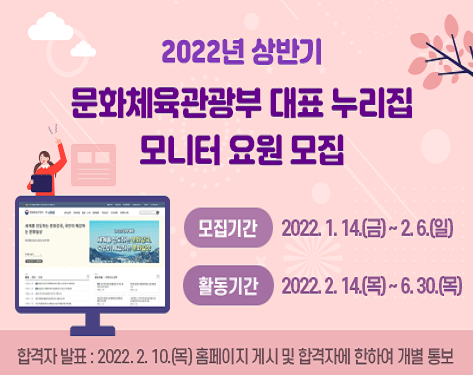 2022년 상반기
문화체육관광부 대표 누리집
모니터 요원 모집
모집기간 2022. 1. 14.(금) ~ 2. 6.(일)
활동기간 2022. 2. 14.(목) ~ 6. 30.(목)
합격자 발표 : 2022. 2. 10.(목) 홈페이지 게시 및 합격자에 한하여 개별 통보